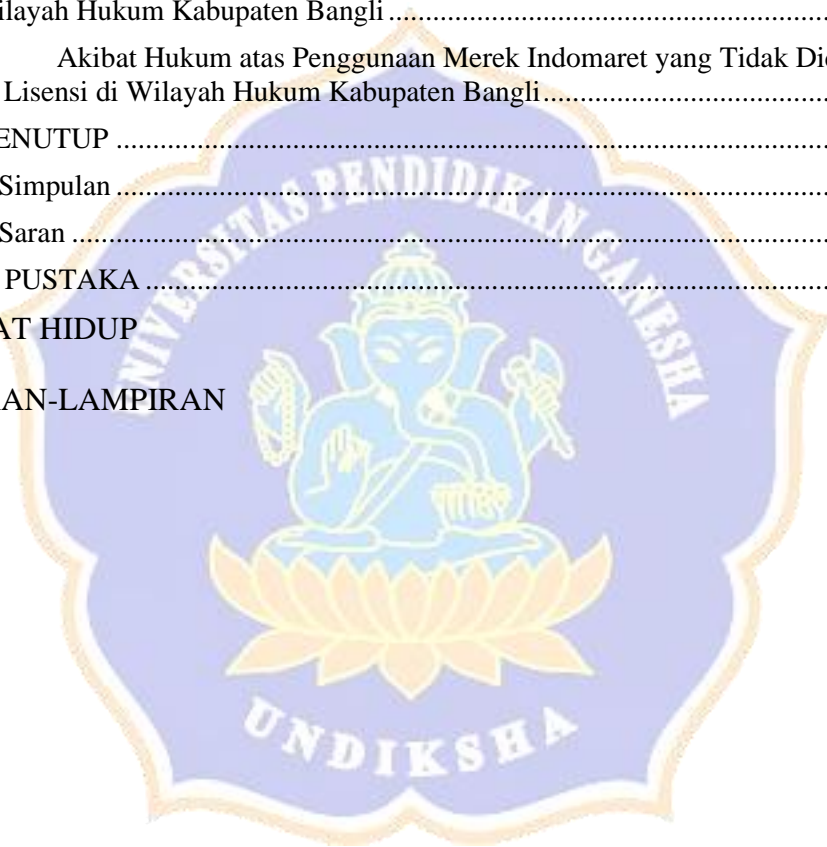 ilayah Hukum Kabupaten Bangli
Akibat Hukum atas Penggunaan Merek Indomaret yang Tidak
Lisensi di Wilayah Hukum Kabupaten Bangli
ENUTUP
Simpulan
Saran
PUSTAKA
AT HIDUP
AN-LAMPIRAN
UNIVERSITAS PENDIDIKAN GANESHA
UNDIKSHA